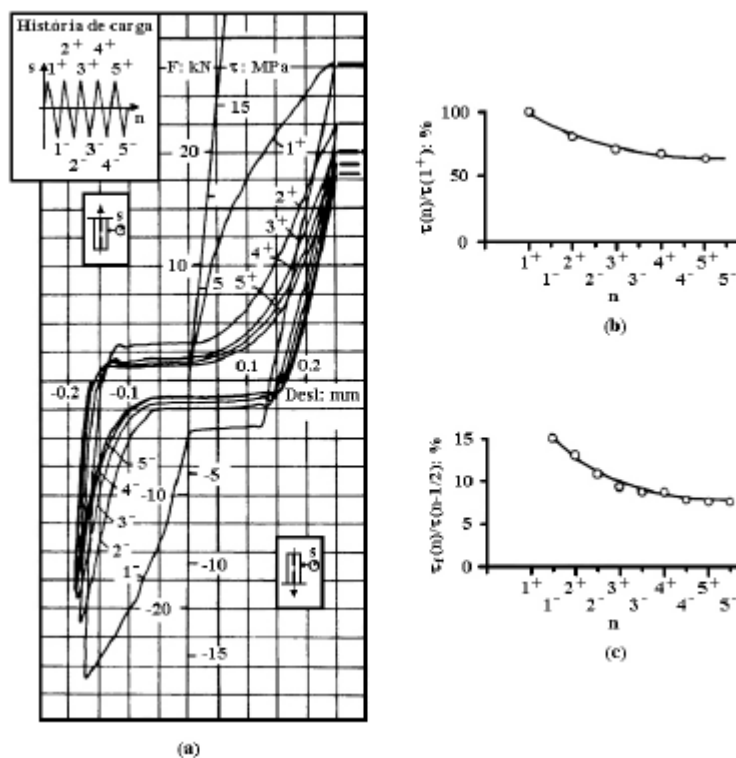 História de carga
2⁺ 4⁺
s 1⁺ 3⁺ 5⁺
n
1⁻ 3⁻ 5⁻
2⁻ 4⁻
F: kN τ: MPa
15
20
1⁺
s
2⁺
3⁺
4⁺
5⁺
10
5
-0.2 -0.1 0.1 0.2
Desl: mm
5⁻
4⁻
3⁻
2⁻
1⁻
-5
-10
s
-10
-20
-15
(a)
τ(n)/τ(1⁺): %
100
50
0
1⁺ 2⁺ 3⁺ 4⁺ 5⁺
1⁻ 2⁻ 3⁻ 4⁻ 5⁻
n
(b)
τf(n)/τ(n-1/2): %
15
10
5
0
1⁺ 2⁺ 3⁺ 4⁺ 5⁺
1⁻ 2⁻ 3⁻ 4⁻ 5⁻
n
(c)